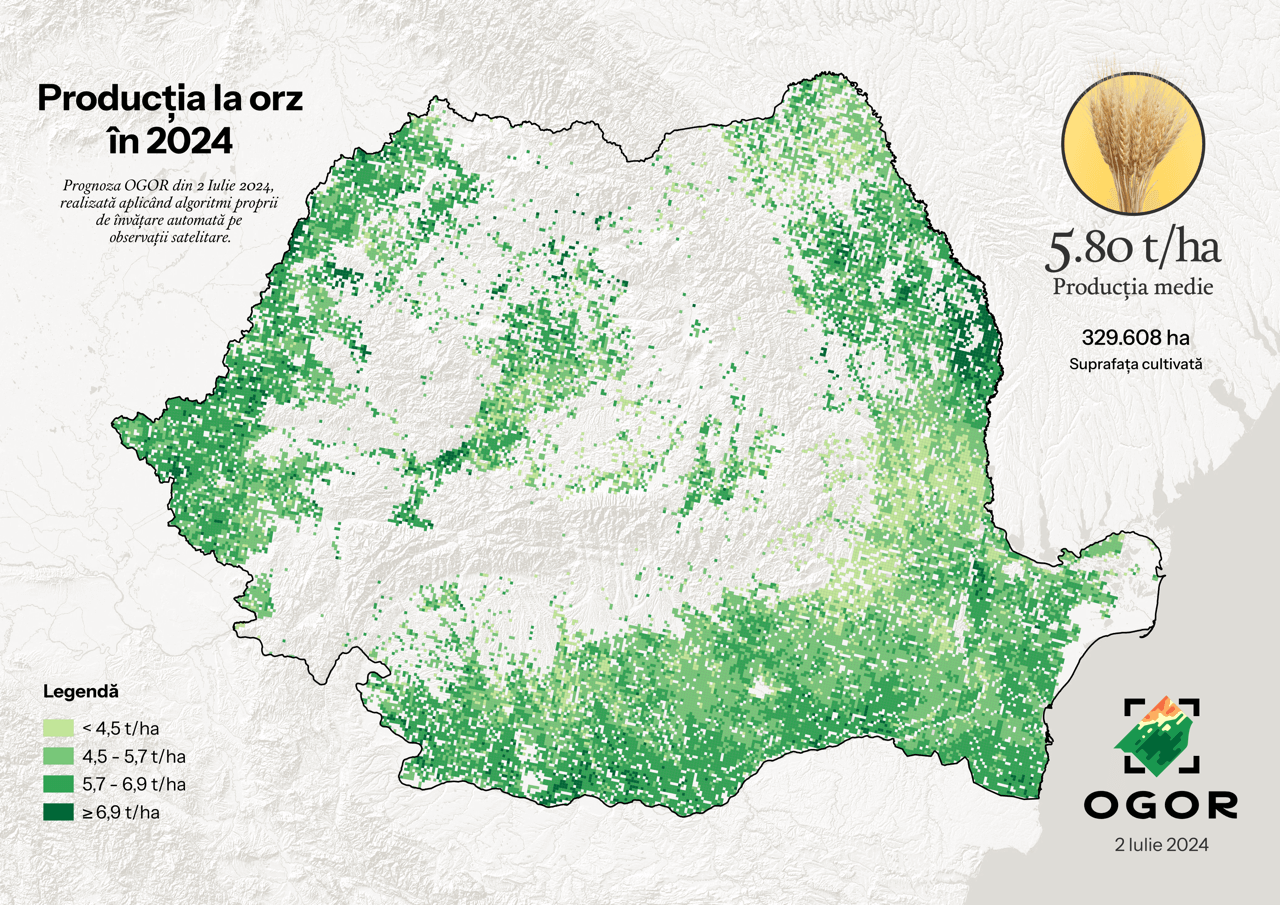 Producția la orz
în 2024
Prognoza OGOR din 2 Iulie 2024,
realizată aplicând algoritmi proprii
de învățare automată pe
observații satelitare.
5.80 t/ha
Producția medie
329.608 ha
Suprafața cultivată
Legendă
< 4,5 t/ha
4,5 - 5,7 t/ha
5,7 - 6,9 t/ha
≥ 6,9 t/ha
OGOR
2 Iulie 2024